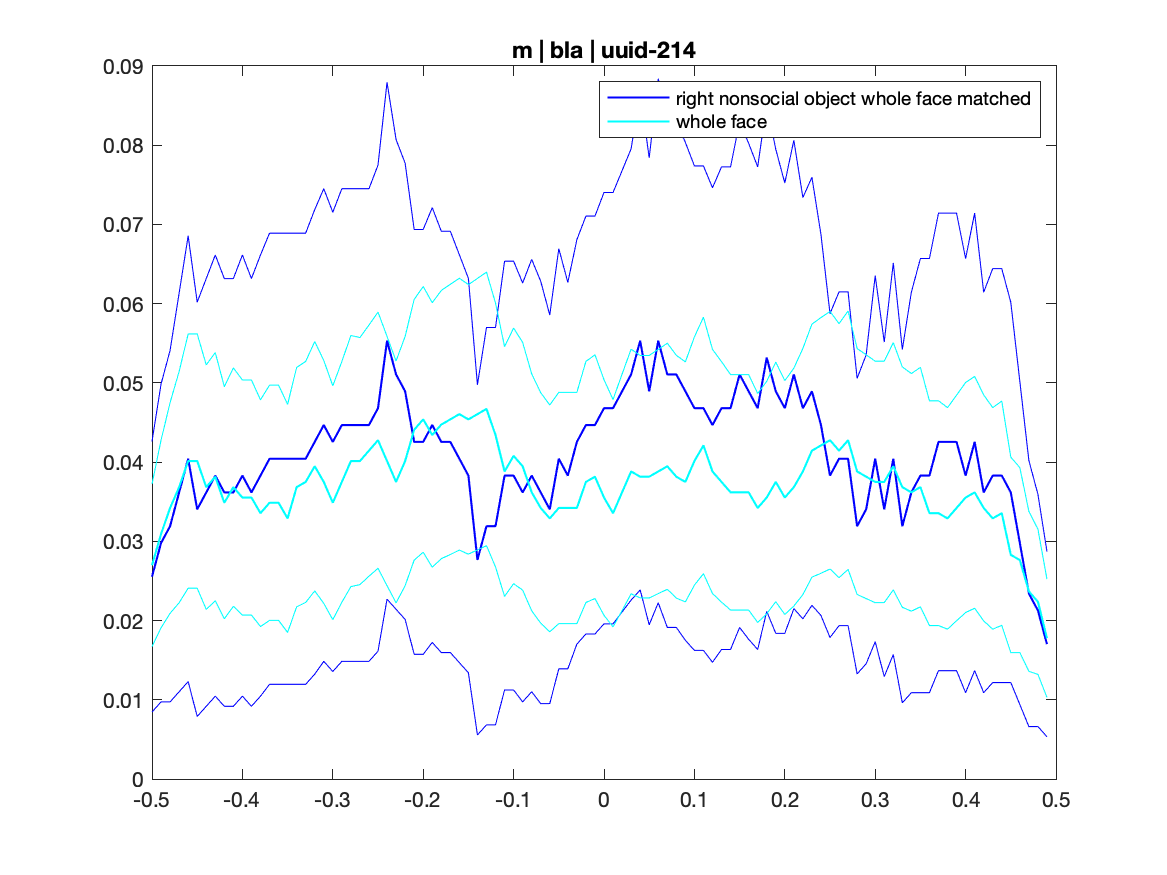 m | bla | uuid-214
right nonsocial object whole face matched
whole face
0.09
0.08
0.07
0.06
0.05
0.04
0.03
0.02
0.01
0
-0.5 -0.4 -0.3 -0.2 -0.1 0 0.1 0.2 0.3 0.4 0.5